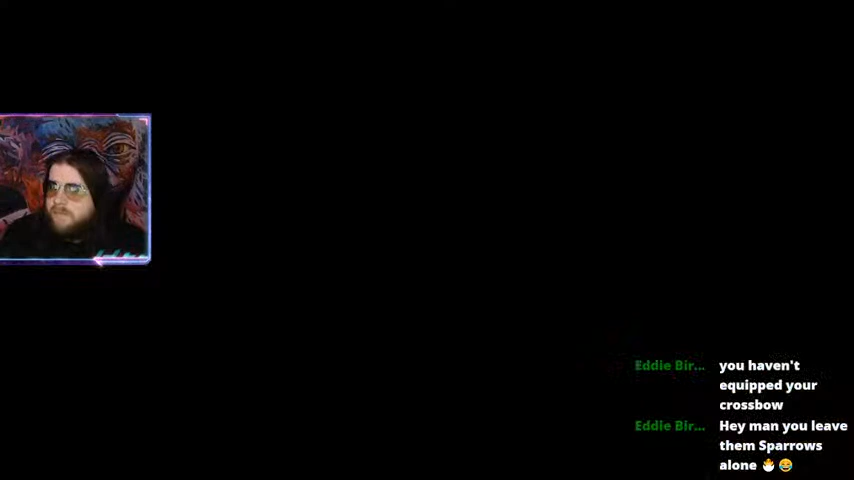 Eddie Bir... you haven't
equipped your
crossbow
Eddie Bir... Hey man you leave
them Sparrows
alone 🐣😂